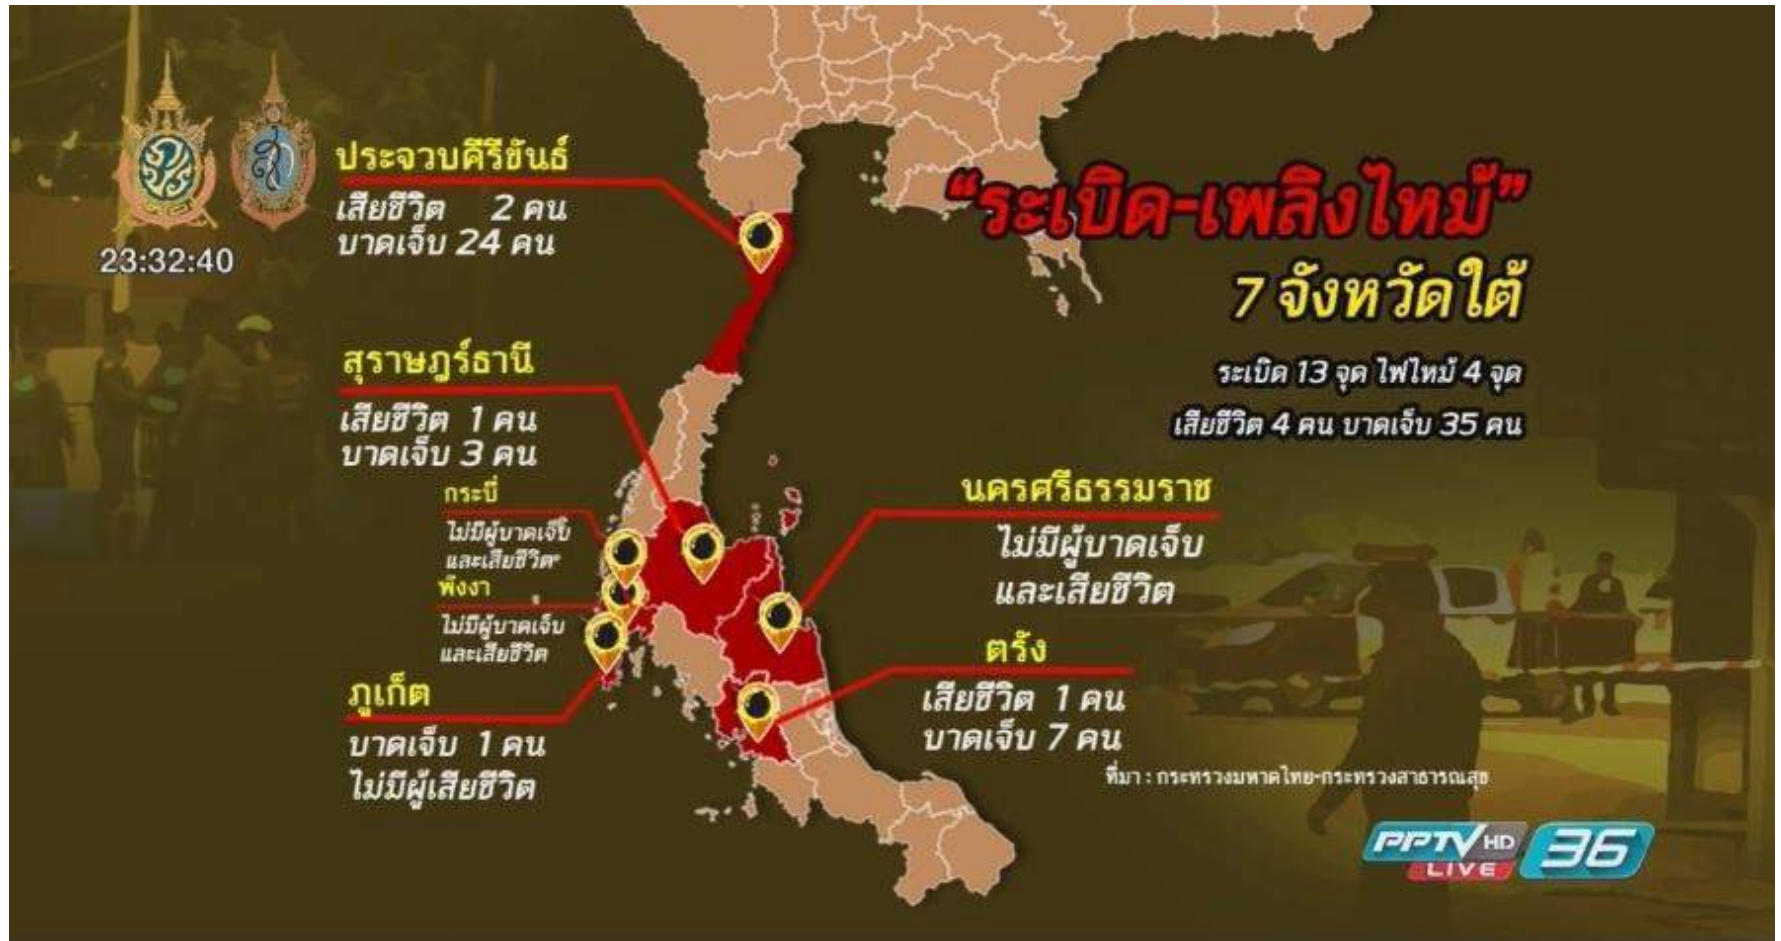 23:32:40
ประจวบคีรีขันธ์
เสียชีวิต 2 คน
บาดเจ็บ 24 คน
สุราษฎร์ธานี
เสียชีวิต 1 คน
บาดเจ็บ 3 คน
กระบี่
ไม่มีผู้บาดเจ็บ
และเสียชีวิต
พังงา
ไม่มีผู้บาดเจ็บ
และเสียชีวิต
ภูเก็ต
บาดเจ็บ 1 คน
ไม่มีผู้เสียชีวิต
“ระเบิด-เพลิงไหม้”
7 จังหวัดใต้
ระเบิด 13 จุด ไฟไหม้ 4 จุด
เสียชีวิต 4 คน บาดเจ็บ 35 คน
นครศรีธรรมราช
ไม่มีผู้บาดเจ็บ
และเสียชีวิต
ตรัง
เสียชีวิต 1 คน
บาดเจ็บ 7 คน
ที่มา : กระทรวงมหาดไทย-กระทรวงสาธารณสุข
PPTV HD 36
LIVE